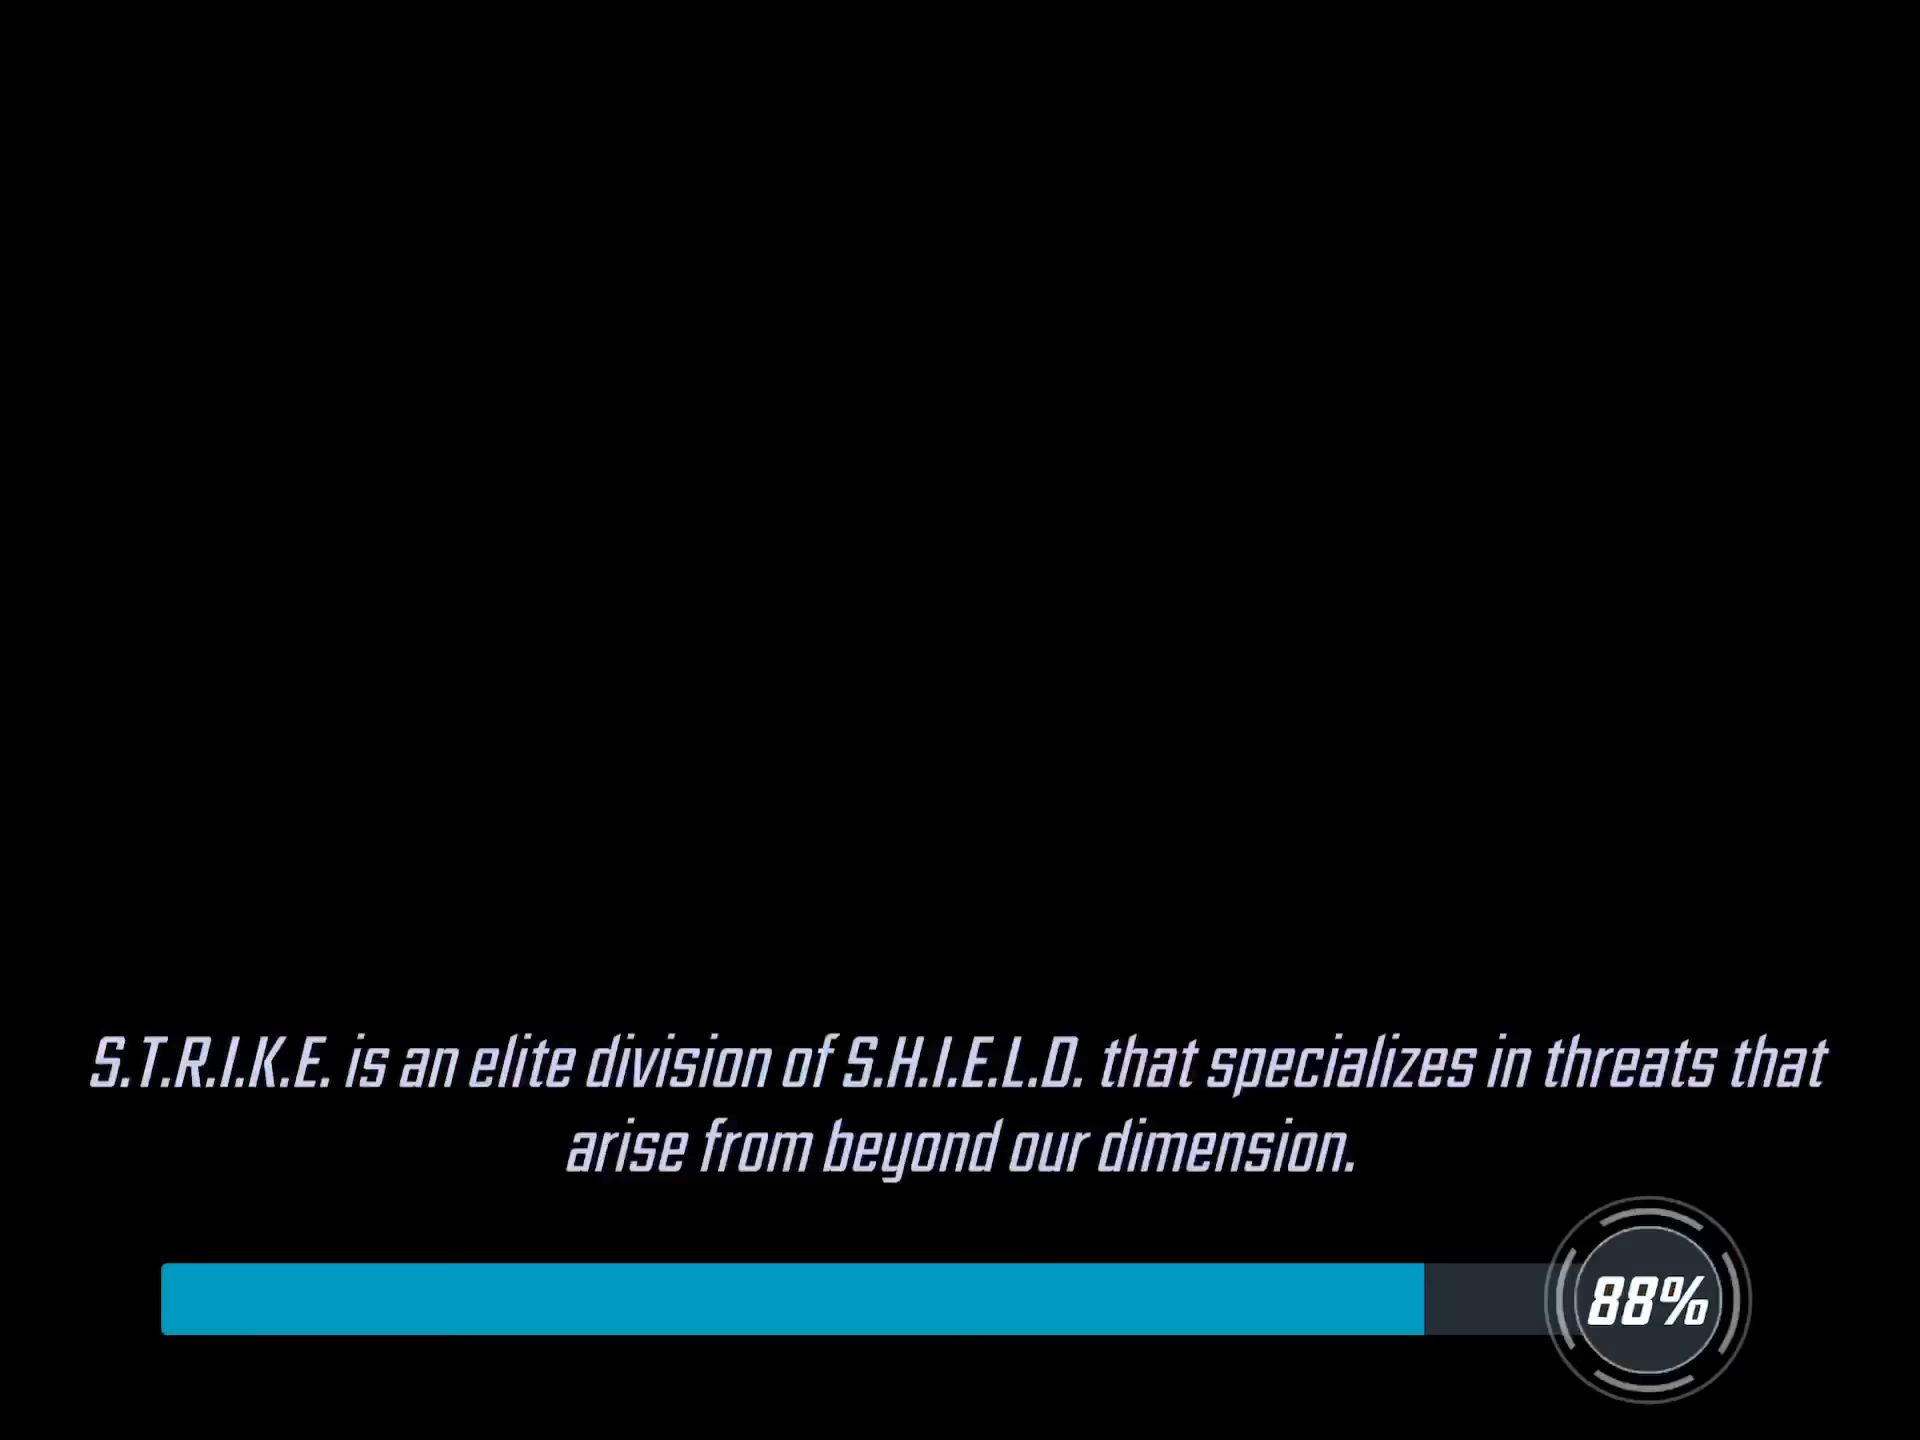 S.T.R.I.K.E. is an elite division of S.H.I.E.L.D. that specializes in threats that
arise from beyond our dimension.
88%